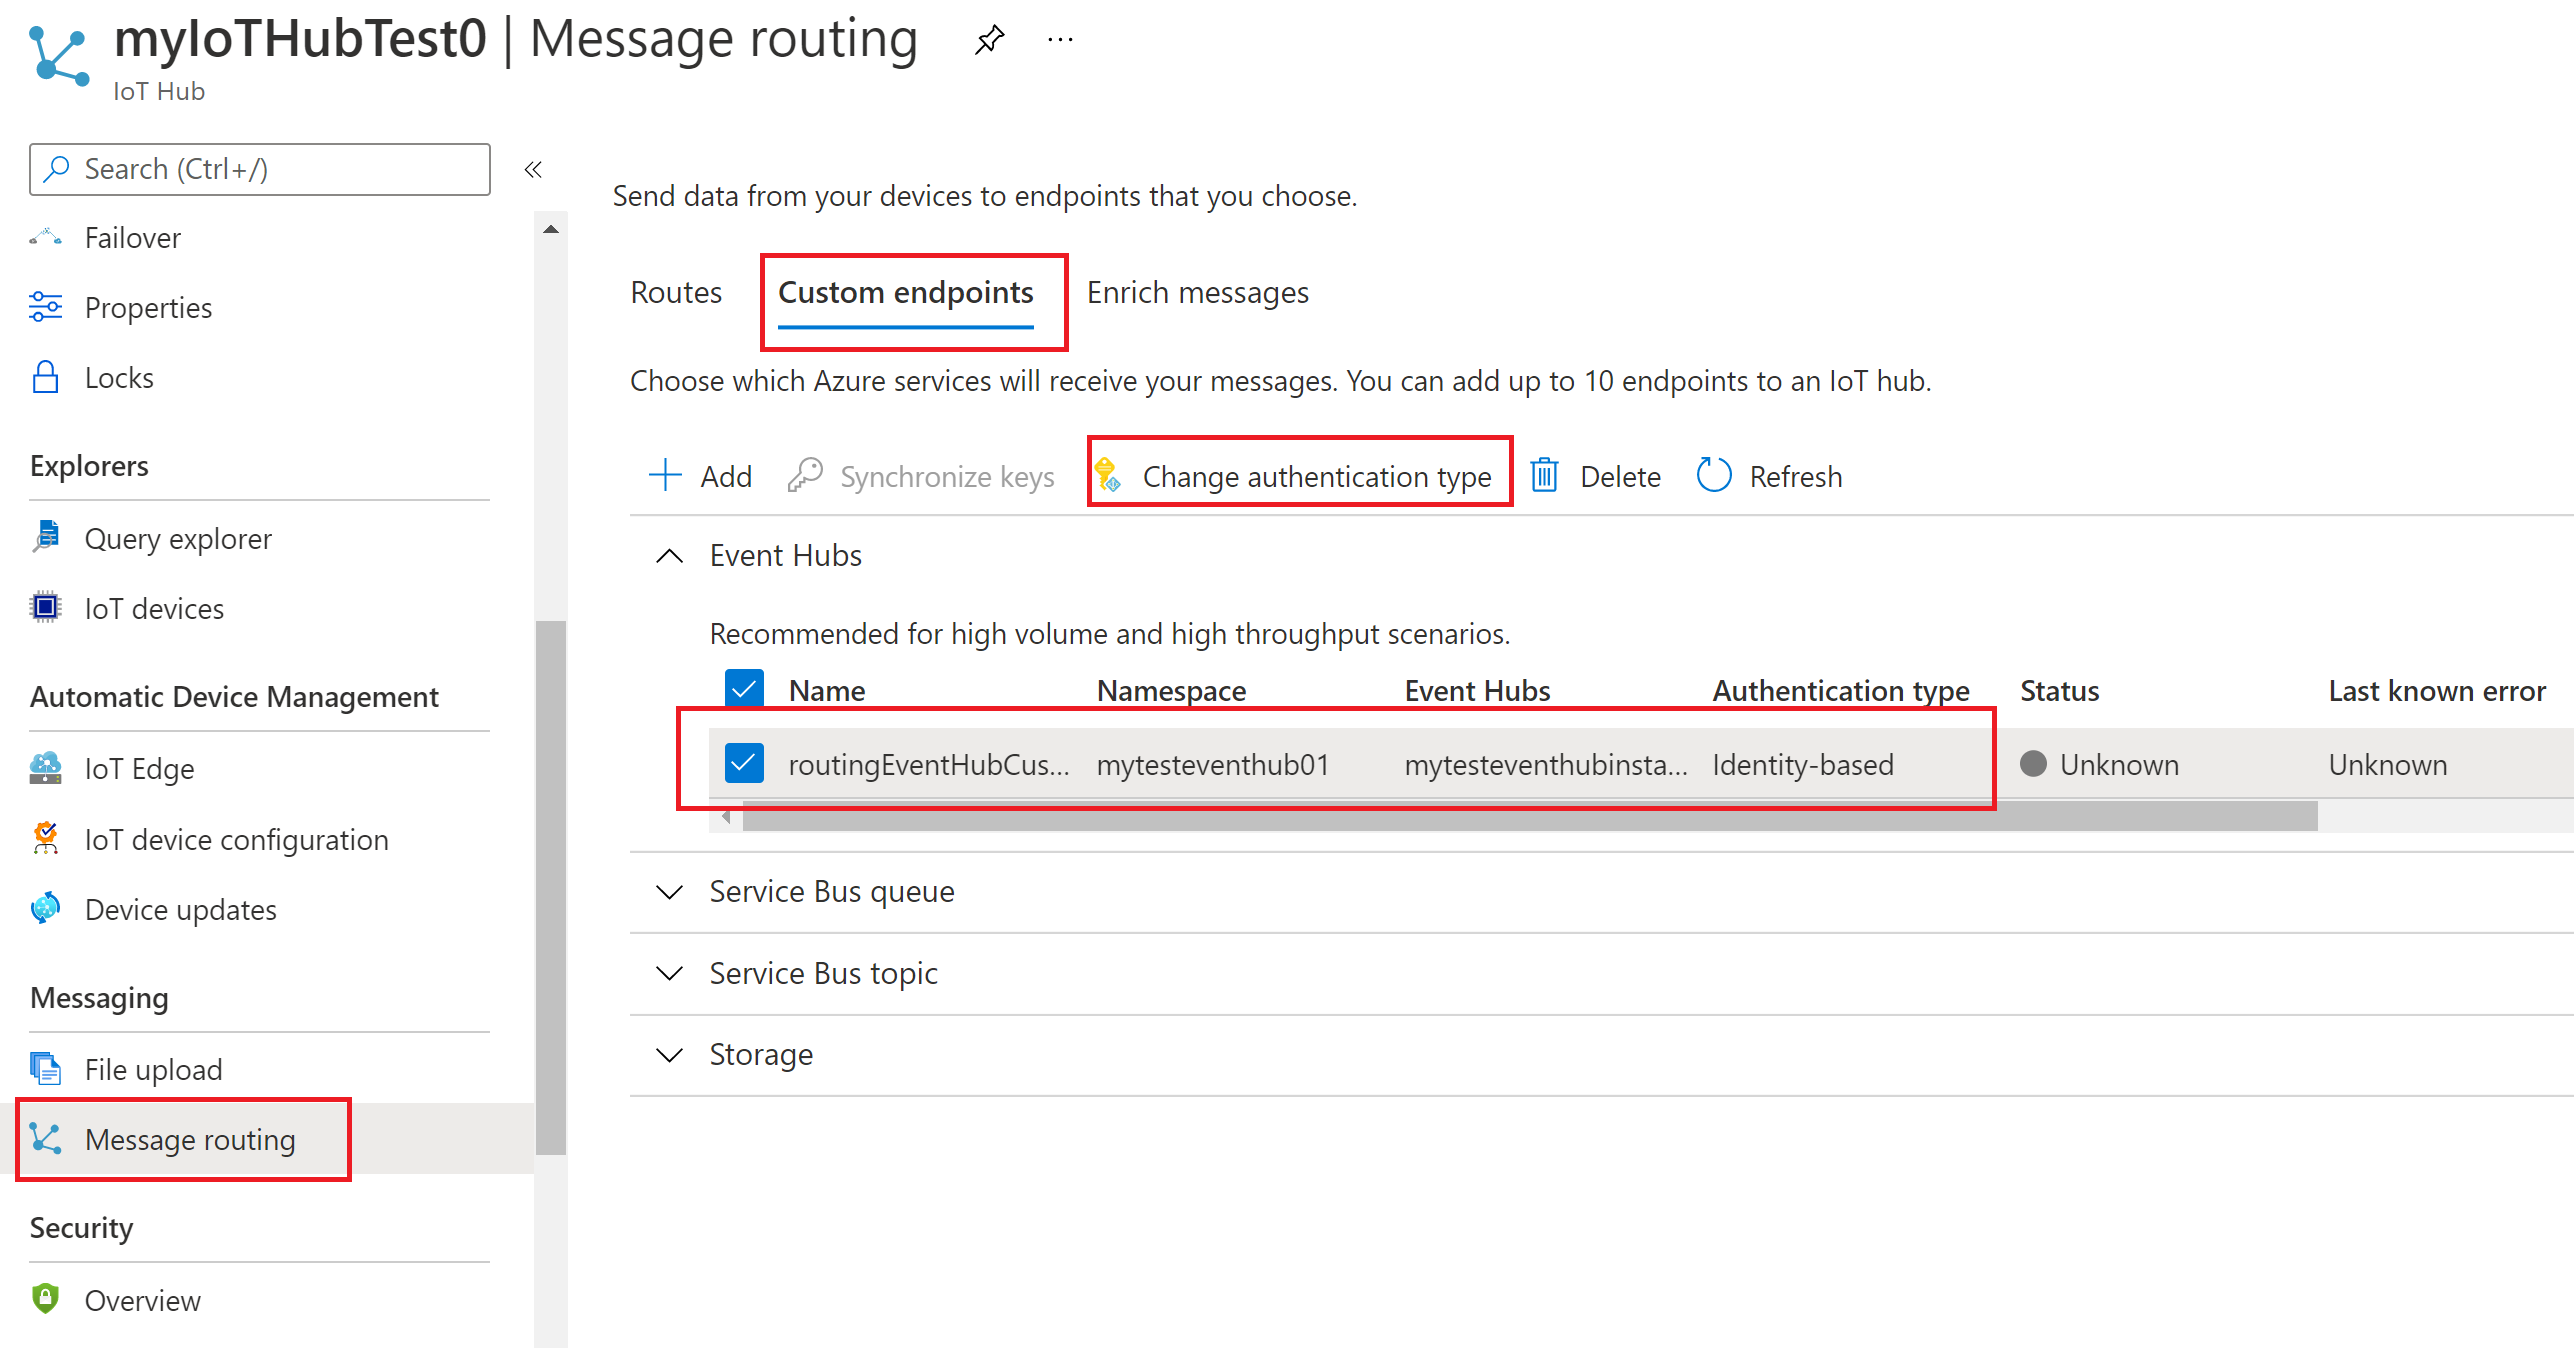 myIoTHubTest0 | Message routing ...
IoT Hub
Search (Ctrl+/)
«
Failover
Properties
Locks
Explorers
Query explorer
IoT devices
Automatic Device Management
IoT Edge
IoT device configuration
Device updates
Messaging
File upload
Message routing
Security
Overview
Send data from your devices to endpoints that you choose.
Routes Custom endpoints Enrich messages
Choose which Azure services will receive your messages. You can add up to 10 endpoints to an IoT hub.
Add Synchronize keys Change authentication type Delete Refresh
Event Hubs
Recommended for high volume and high throughput scenarios.
Name Namespace Event Hubs Authentication type Status Last known error
routingEventHubCus... mytesteventhub01 mytesteventhubinsta... Identity-based Unknown Unknown
Service Bus queue
Service Bus topic
Storage